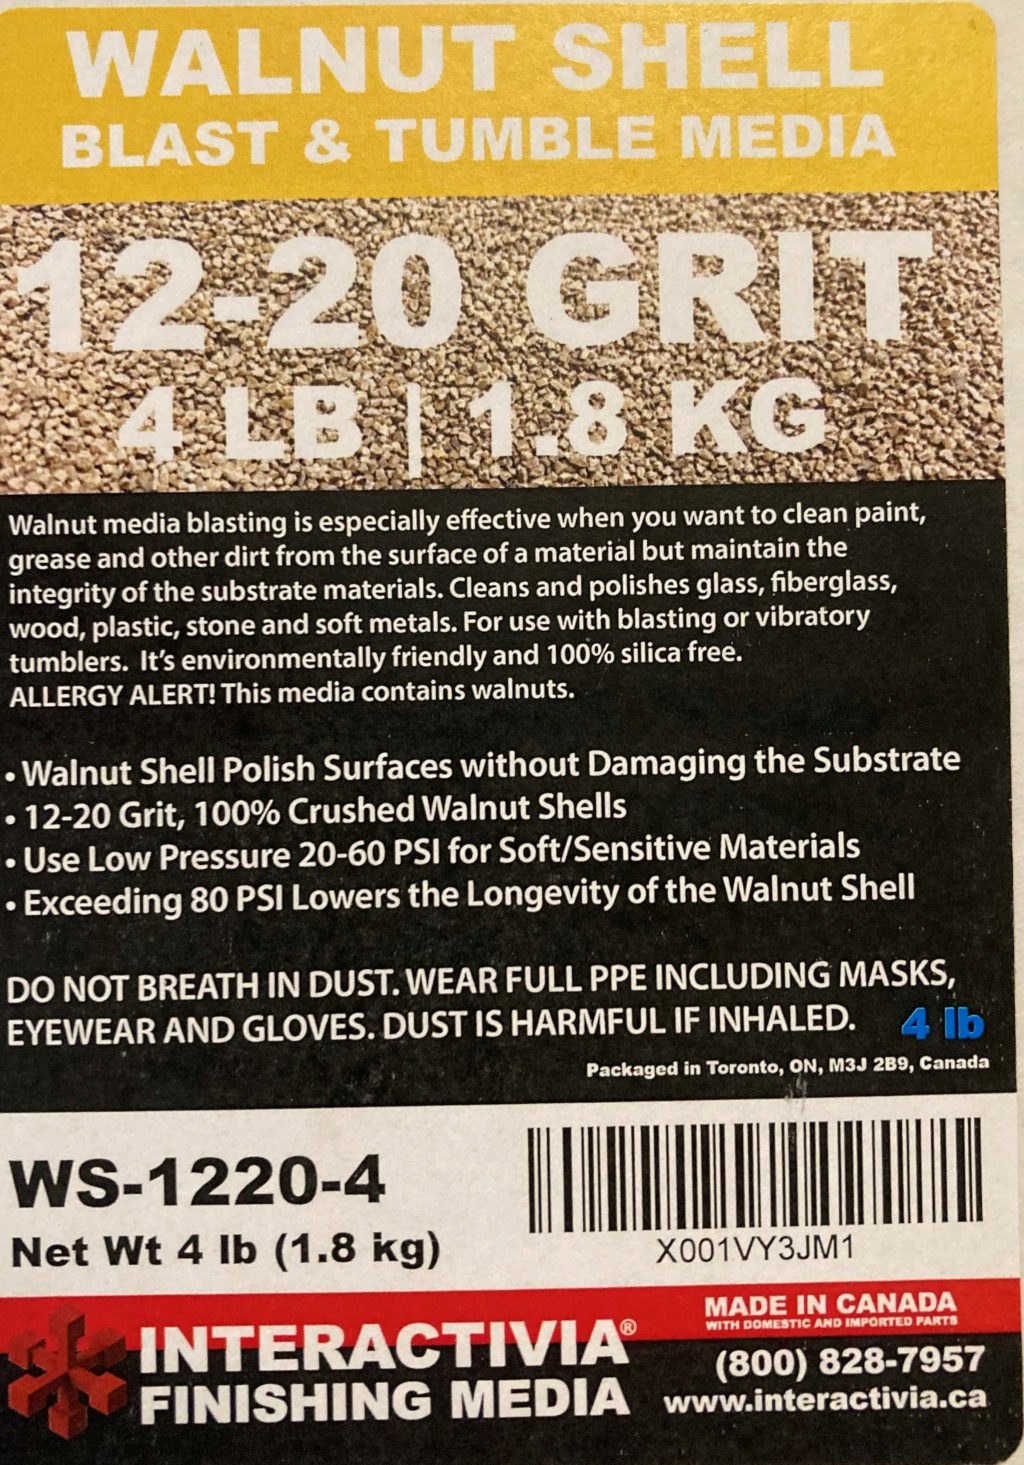 WALNUT SHELL
BLAST & TUMBLE MEDIA
12-20 GRIT
4 LB | 1.8 KG
Walnut media blasting is especially effective when you want to clean paint,
grease and other dirt from the surface of a material but maintain the
integrity of the substrate materials. Cleans and polishes glass, fiberglass,
wood, plastic, stone and soft metals. For use with blasting or vibratory
tumblers. It's environmentally friendly and 100% silica free.
ALLERGY ALERT! This media contains walnuts.
• Walnut Shell Polish Surfaces without Damaging the Substrate
• 12-20 Grit, 100% Crushed Walnut Shells
• Use Low Pressure 20-60 PSI for Soft/Sensitive Materials
• Exceeding 80 PSI Lowers the Longevity of the Walnut Shell
DO NOT BREATH IN DUST. WEAR FULL PPE INCLUDING MASKS,
EYEWEAR AND GLOVES. DUST IS HARMFUL IF INHALED.
4 lb
Packaged in Toronto, ON, M3J 2B9, Canada
WS-1220-4
Net Wt 4 lb (1.8 kg)
X001VY3JM1
INTERACTIVIA®
FINISHING MEDIA
MADE IN CANADA
WITH DOMESTIC AND IMPORTED PARTS
(800) 828-7957
www.interactivia.ca